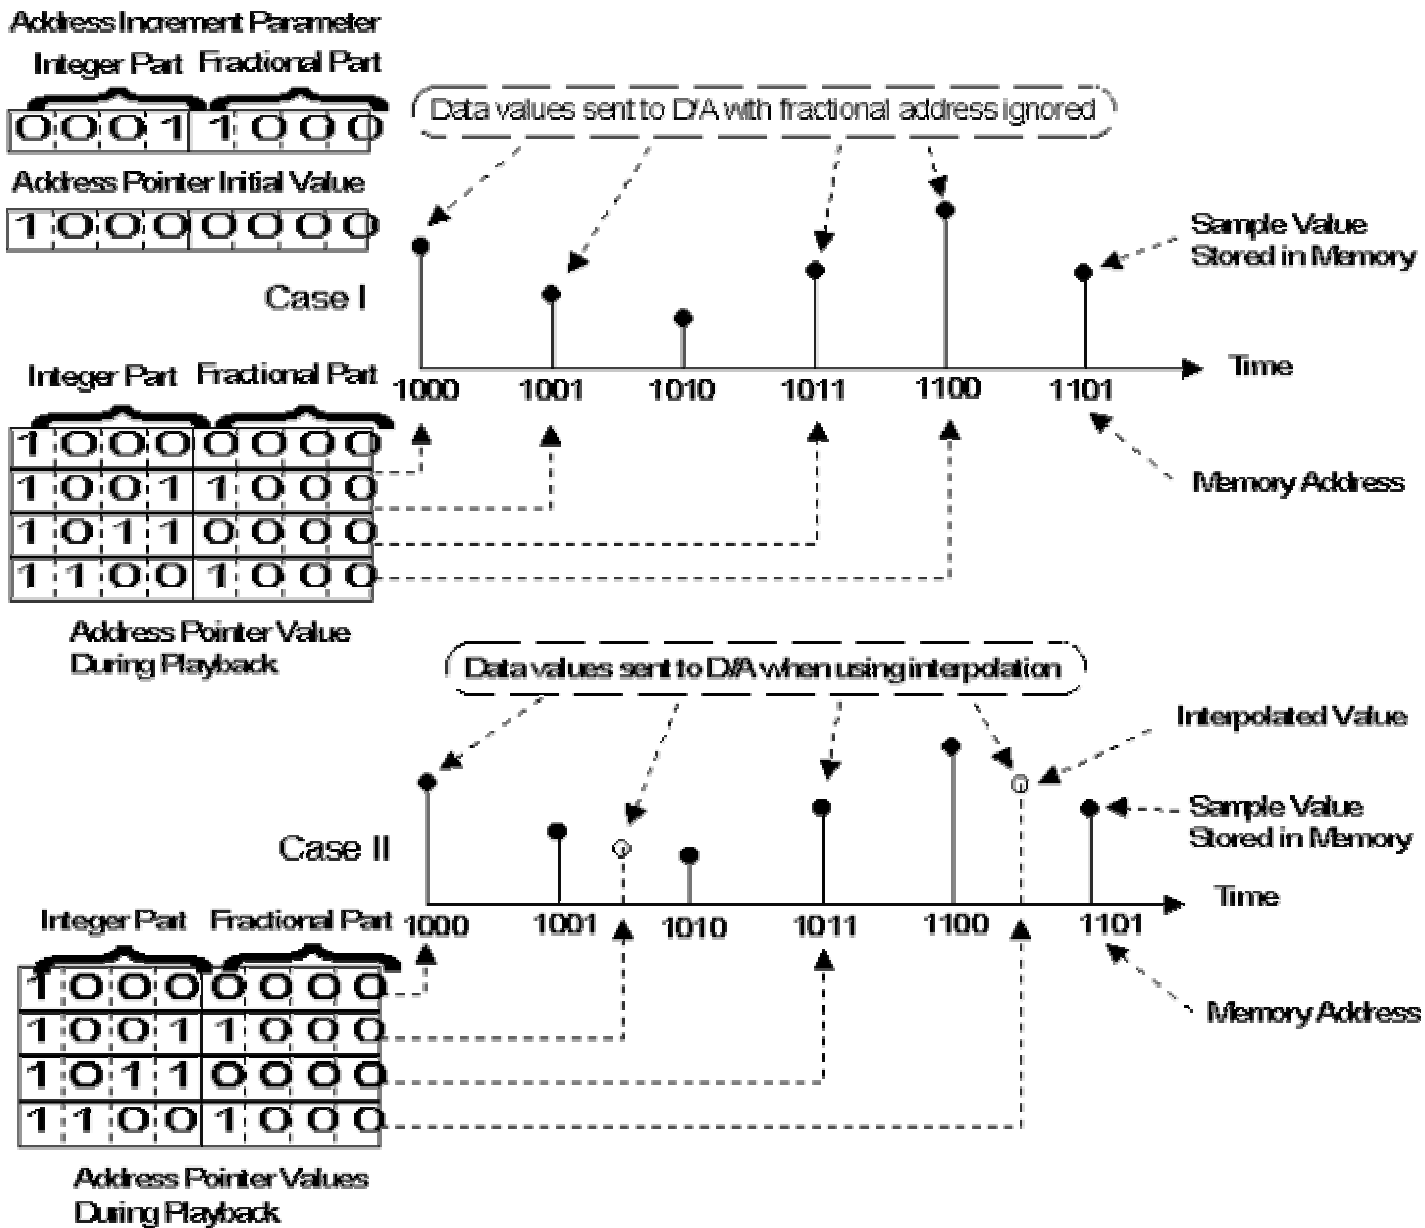 Address Increment Parameter
Integer Part Fractional Part
0 0 0 1 1 0 0 0
Data values sent to D/A with fractional address ignored
Address Pointer Initial Value
1 0 0 0 0 0 0 0
Sample Value
Stored in Memory
Case I
Time
Integer Part Fractional Part
1000 1001 1010 1011 1100 1101
1 0 0 0 0 0 0 0
1 0 0 1 1 0 0 0
1 0 1 1 0 0 0 0
1 1 0 0 1 0 0 0
Memory Address
Address Pointer Value
During Playback
Data values sent to D/A when using interpolation
Interpolated Value
Sample Value
Stored in Memory
Case II
Time
Integer Part Fractional Part
1000 1001 1010 1011 1100 1101
1 0 0 0 0 0 0 0
1 0 0 1 1 0 0 0
1 0 1 1 0 0 0 0
1 1 0 0 1 0 0 0
Memory Address
Address Pointer Values
During Playback